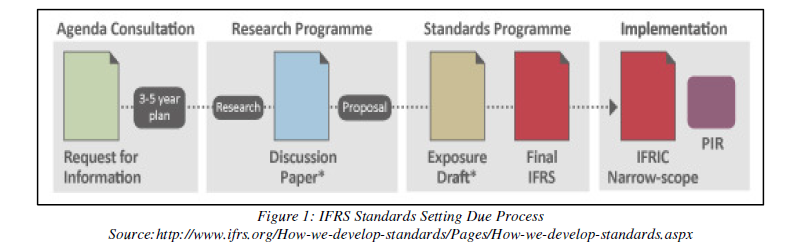 Agenda Consultation
Research Programme
Standards Programme
Implementation
3-5 year
plan
Research
Proposal
Request for
Information
Discussion
Paper*
Exposure
Draft*
Final
IFRS
IFRIC
Narrow-scope
PIR
Figure 1: IFRS Standards Setting Due Process
Source:http://www.ifrs.org/How-we-develop-standards/Pages/How-we-develop-standards.aspx